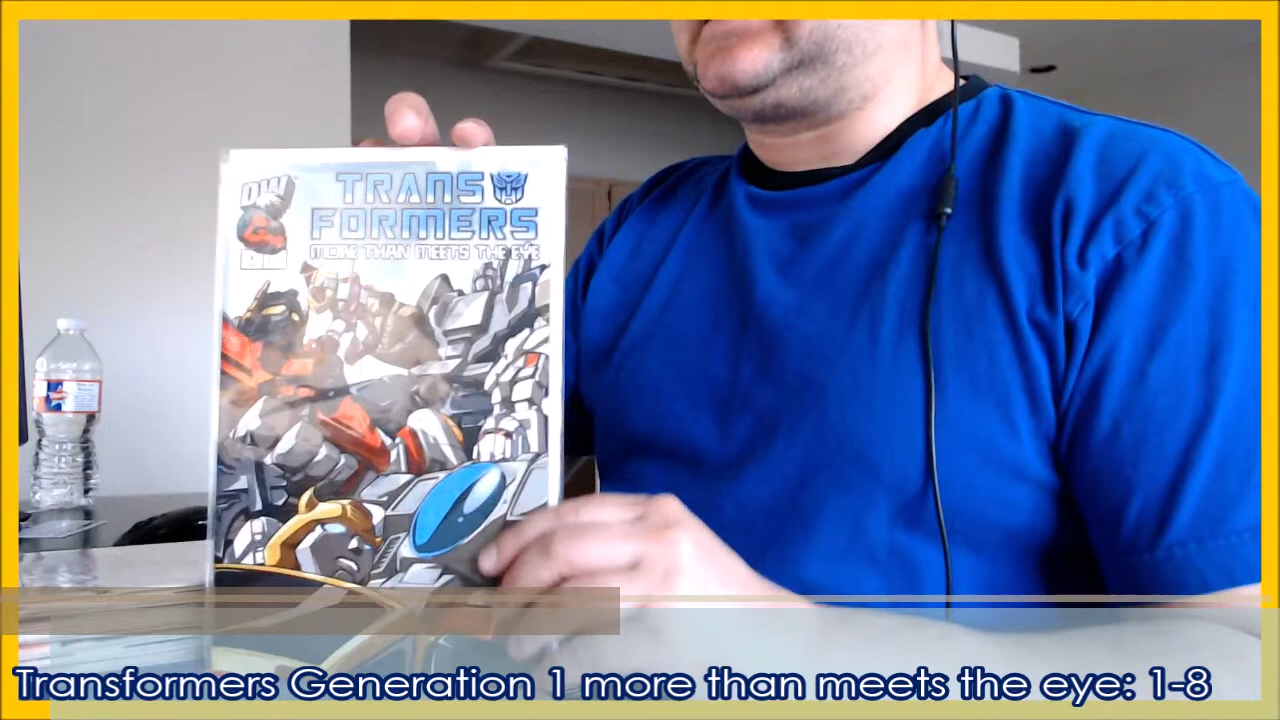 DW
TRANS
FORMERS
MORE THAN MEETS THE EYE
Transformers Generation 1 more than meets the eye: 1-8